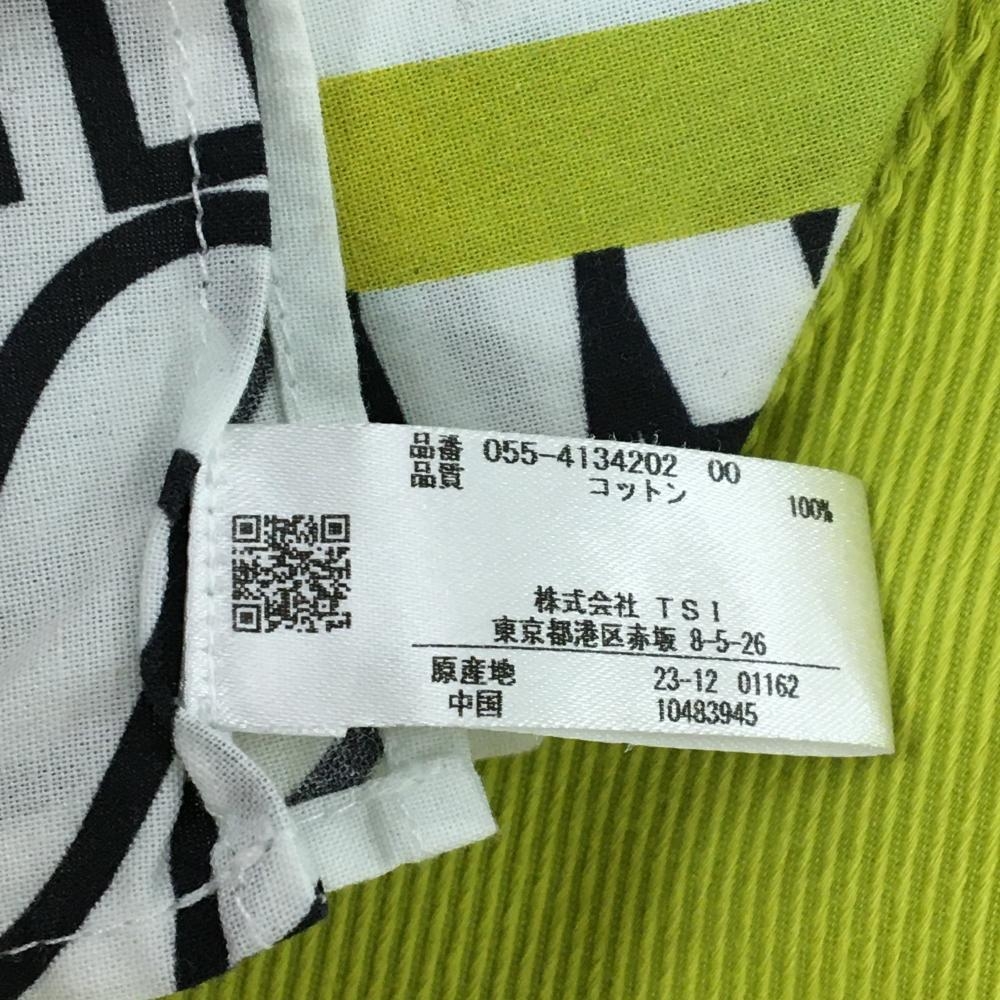 品番 055-4134202 00
品質 コットン 100%
株式会社 TSI
東京都港区赤坂 8-5-26
原産地 23-12 01162
中国 10483945